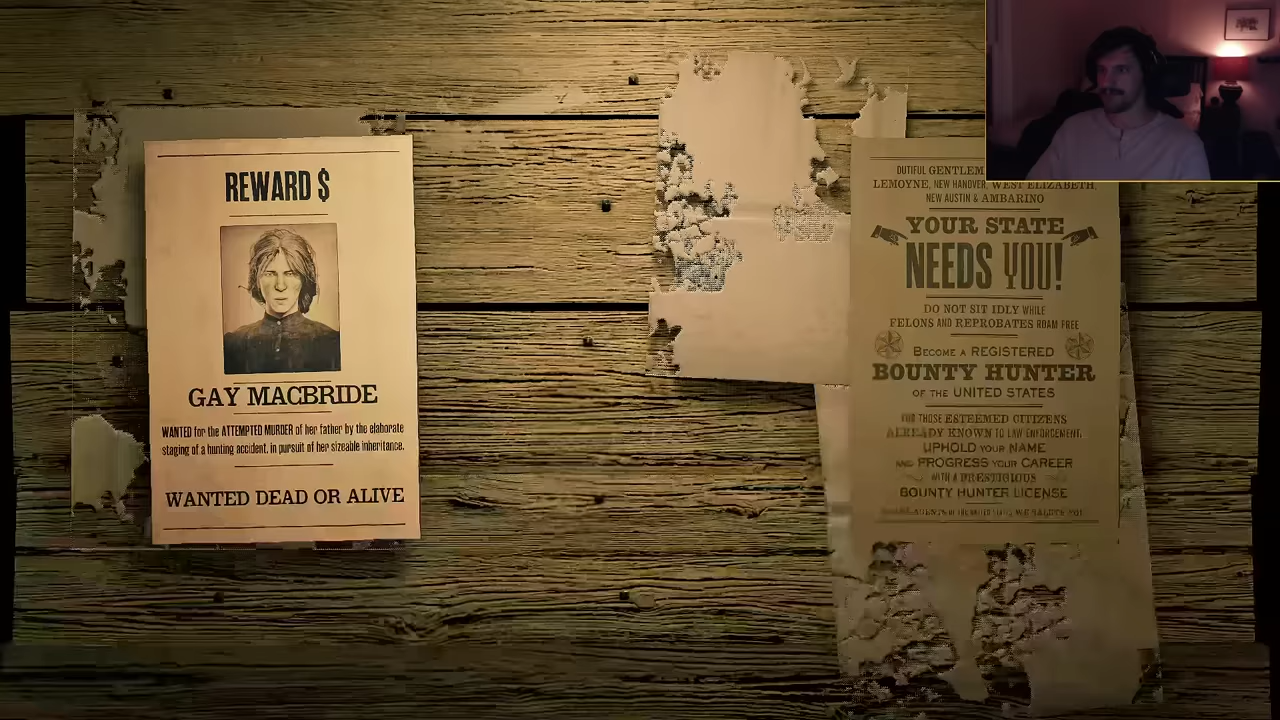 REWARD $
GAY MACBRIDE
WANTED for the ATTEMPTED MURDER of her father by the elaborate
staging of a hunting accident, in pursuit of her sizeable inheritance.
WANTED DEAD OR ALIVE
DUTIFUL GENTLEM
LEMOYNE, NEW HANOVER, WEST ELIZABETH,
NEW AUSTIN & AMBARINO
YOUR STATE
NEEDS YOU!
DO NOT SIT IDLY WHILE
FELONS AND REPROBATES ROAM FREE
BECOME A REGISTERED
BOUNTY HUNTER
OF THE UNITED STATES
FOR THOSE ESTEEMED CITIZENS
ALREADY KNOWN TO LAW ENFORCEMENT,
UPHOLD YOUR NAME
AND PROGRESS YOUR CAREER
WITH A PRESTIGIOUS
BOUNTY HUNTER LICENSE